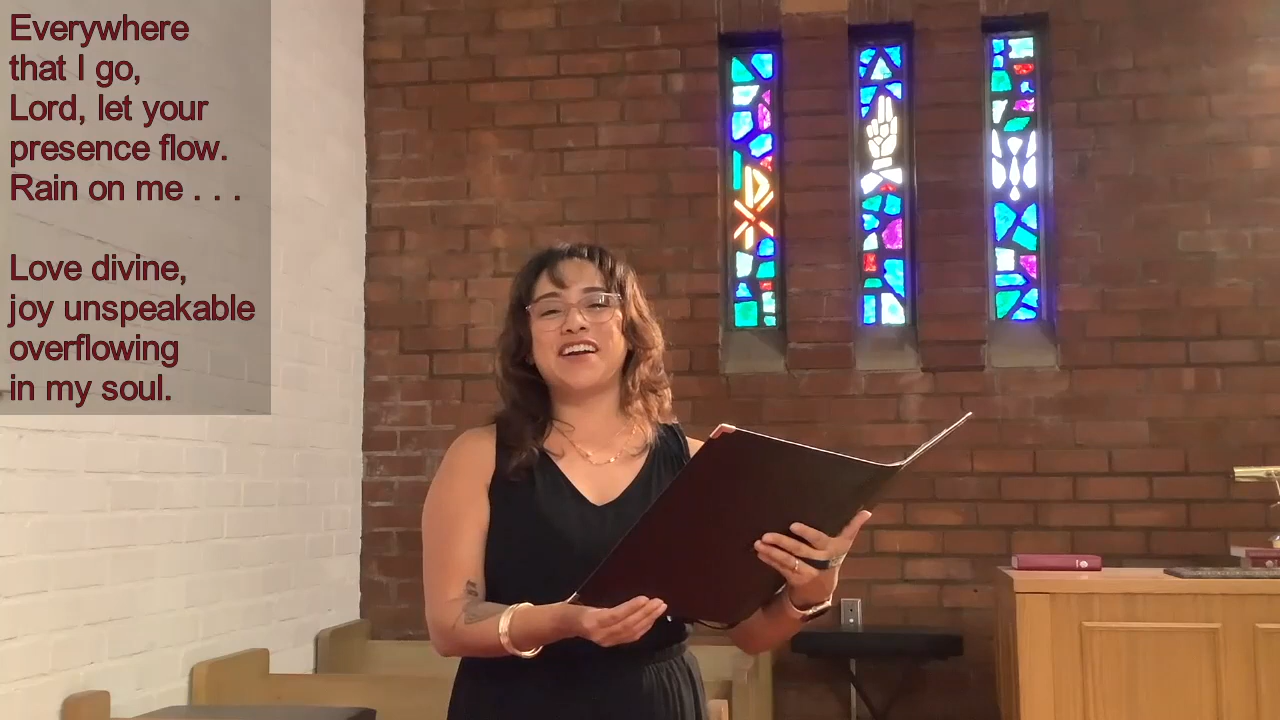 Everywhere
that I go,
Lord, let your
presence flow.
Rain on me . . .
Love divine,
joy unspeakable
overflowing
in my soul.